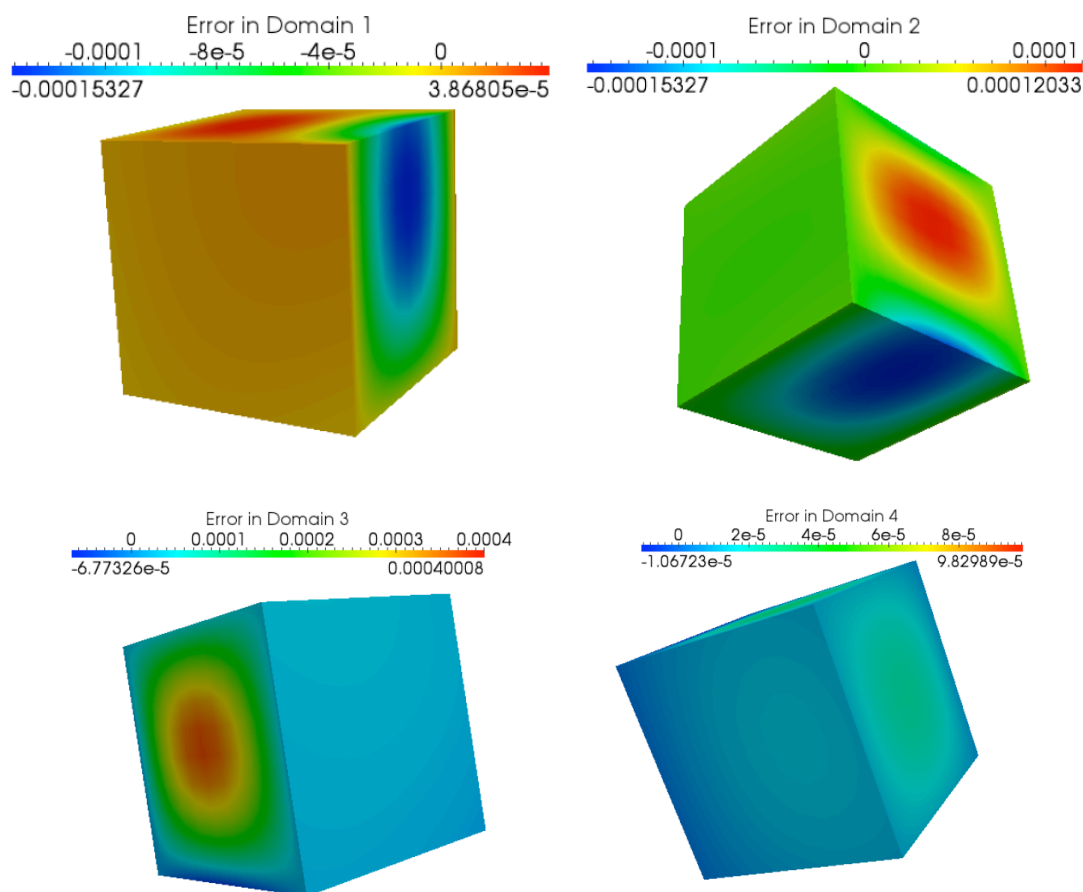 Error in Domain 1
-0.0001 -8e-5 -4e-5 0
-0.00015327 3.86805e-5
Error in Domain 2
-0.0001 0 0.0001
-0.00015327 0.00012033
Error in Domain 3
0 0.0001 0.0002 0.0003 0.0004
-6.77326e-5 0.00040008
Error in Domain 4
0 2e-5 4e-5 6e-5 8e-5
-1.06723e-5 9.82989e-5